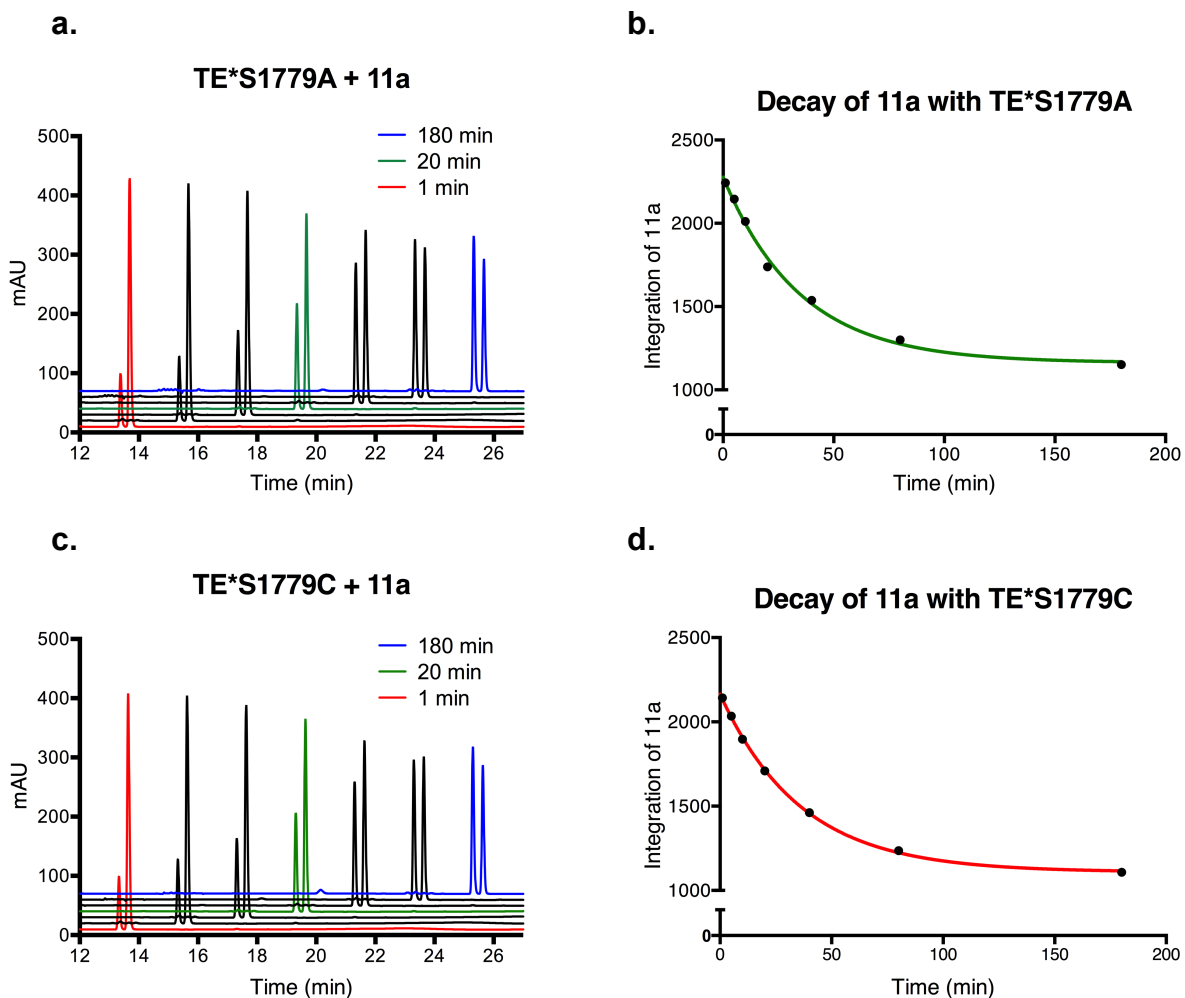 a.
TE*S1779A + 11a
500
400
300
200
100
0
mAU
180 min
20 min
1 min
12 14 16 18 20 22 24 26
Time (min)
b.
Decay of 11a with TE*S1779A
2500
2000
1500
1000
0
Integration of 11a
0 50 100 150 200
Time (min)
c.
TE*S1779C + 11a
500
400
300
200
100
0
mAU
180 min
20 min
1 min
12 14 16 18 20 22 24 26
Time (min)
d.
Decay of 11a with TE*S1779C
2500
2000
1500
1000
0
Integration of 11a
0 50 100 150 200
Time (min)